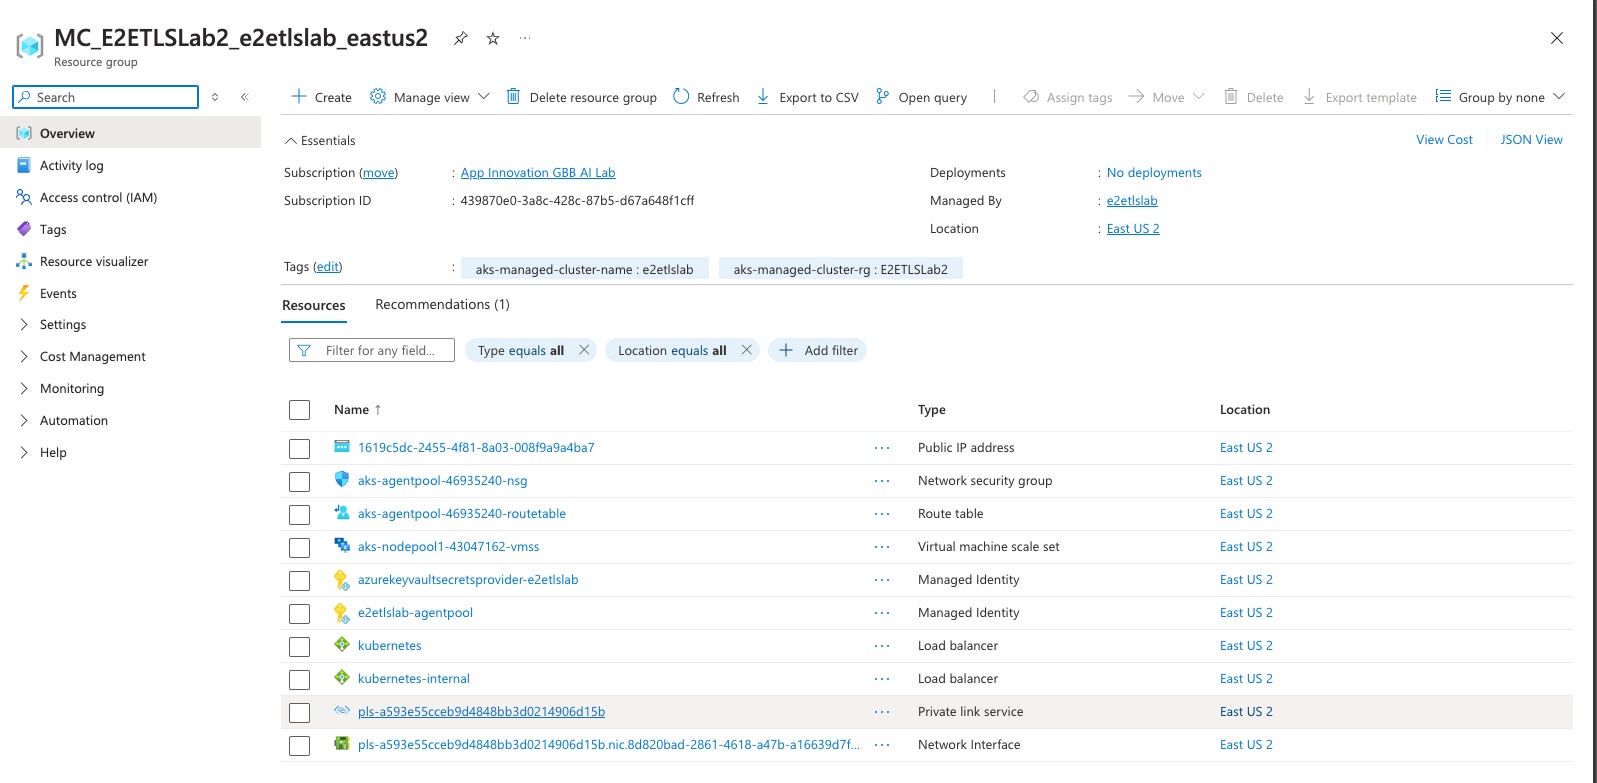 MC_E2ETLSLab2_e2etlslab_eastus2
Resource group
Search
Overview
Activity log
Access control (IAM)
Tags
Resource visualizer
Events
Settings
Cost Management
Monitoring
Automation
Help
Create Manage view Delete resource group Refresh Export to CSV Open query Assign tags Move Delete Export template Group by none
Essentials View Cost JSON View
Subscription (move) : App Innovation GBB AI Lab Deployments : No deployments
Subscription ID : 439870e0-3a8c-428c-87b5-d67a648f1cff Managed By : e2etlslab
Location : East US 2
Tags (edit) : aks-managed-cluster-name : e2etlslab aks-managed-cluster-rg : E2ETLSLab2
Resources Recommendations (1)
Filter for any field... Type equals all Location equals all Add filter
Name ↑ Type Location
1619c5dc-2455-4f81-8a03-008f9a9a4ba7 ... Public IP address East US 2
aks-agentpool-46935240-nsg ... Network security group East US 2
aks-agentpool-46935240-routetable ... Route table East US 2
aks-nodepool1-43047162-vmss ... Virtual machine scale set East US 2
azurekeyvaultsecretsprovider-e2etlslab ... Managed Identity East US 2
e2etlslab-agentpool ... Managed Identity East US 2
kubernetes ... Load balancer East US 2
kubernetes-internal ... Load balancer East US 2
pls-a593e55cceb9d4848bb3d0214906d15b ... Private link service East US 2
pls-a593e55cceb9d4848bb3d0214906d15b.nic.8d820bad-2861-4618-a47b-a16639d7f... ... Network Interface East US 2